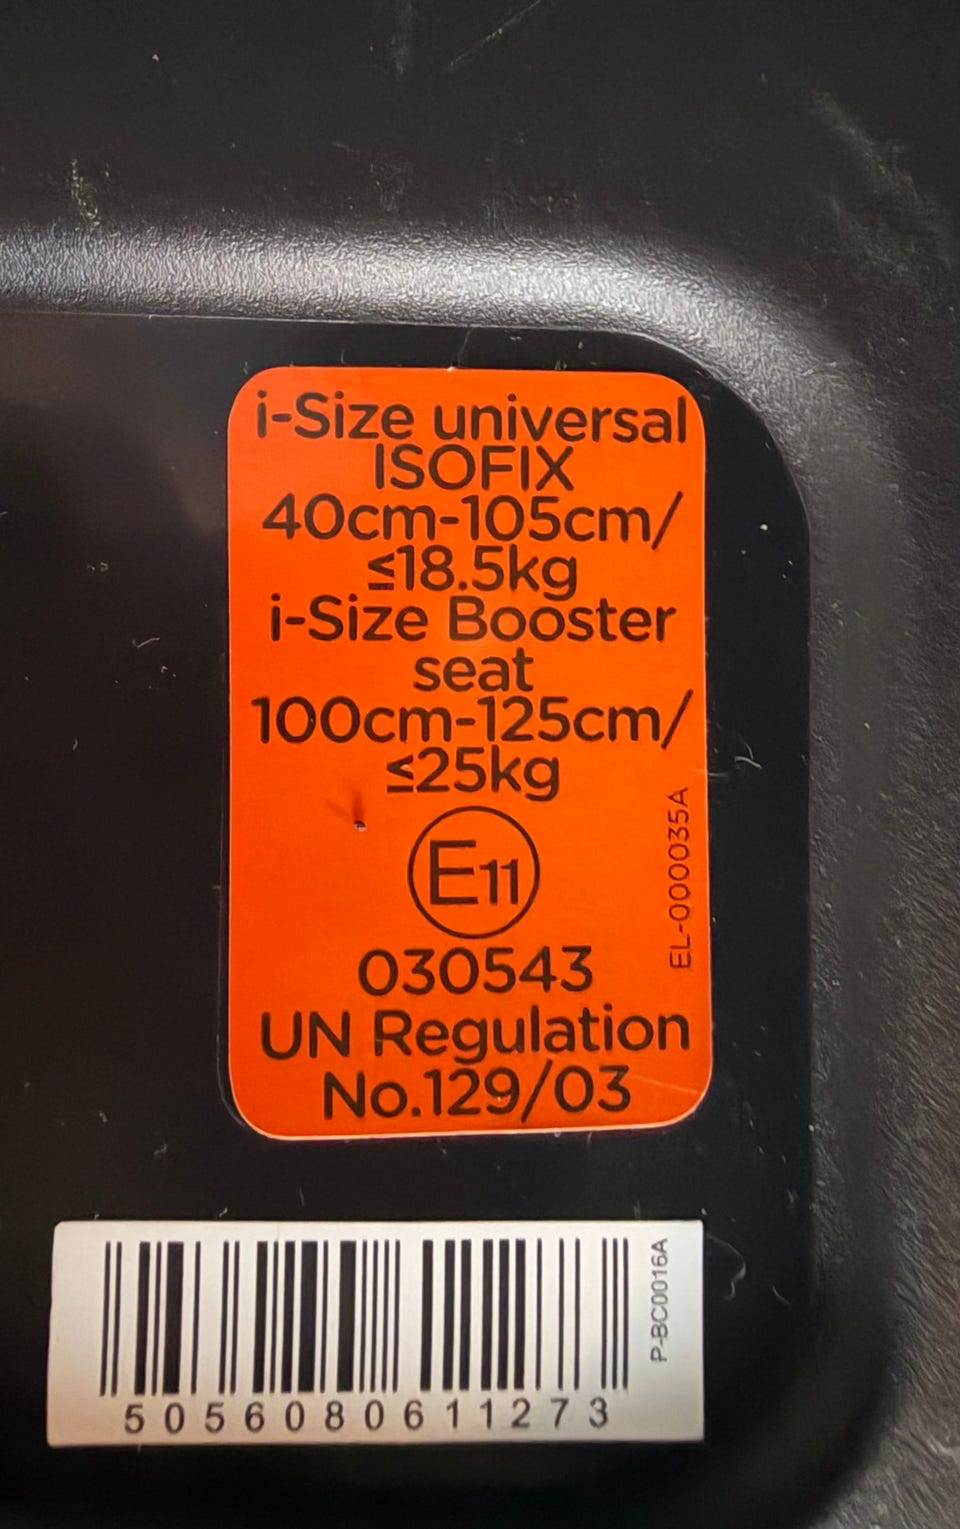 i-Size universal
ISOFIX
40cm-105cm/
≤18.5kg
i-Size Booster
seat
100cm-125cm/
≤25kg
E11
EL-000035A
030543
UN Regulation
No.129/03
P-BC0016A
5056080611273